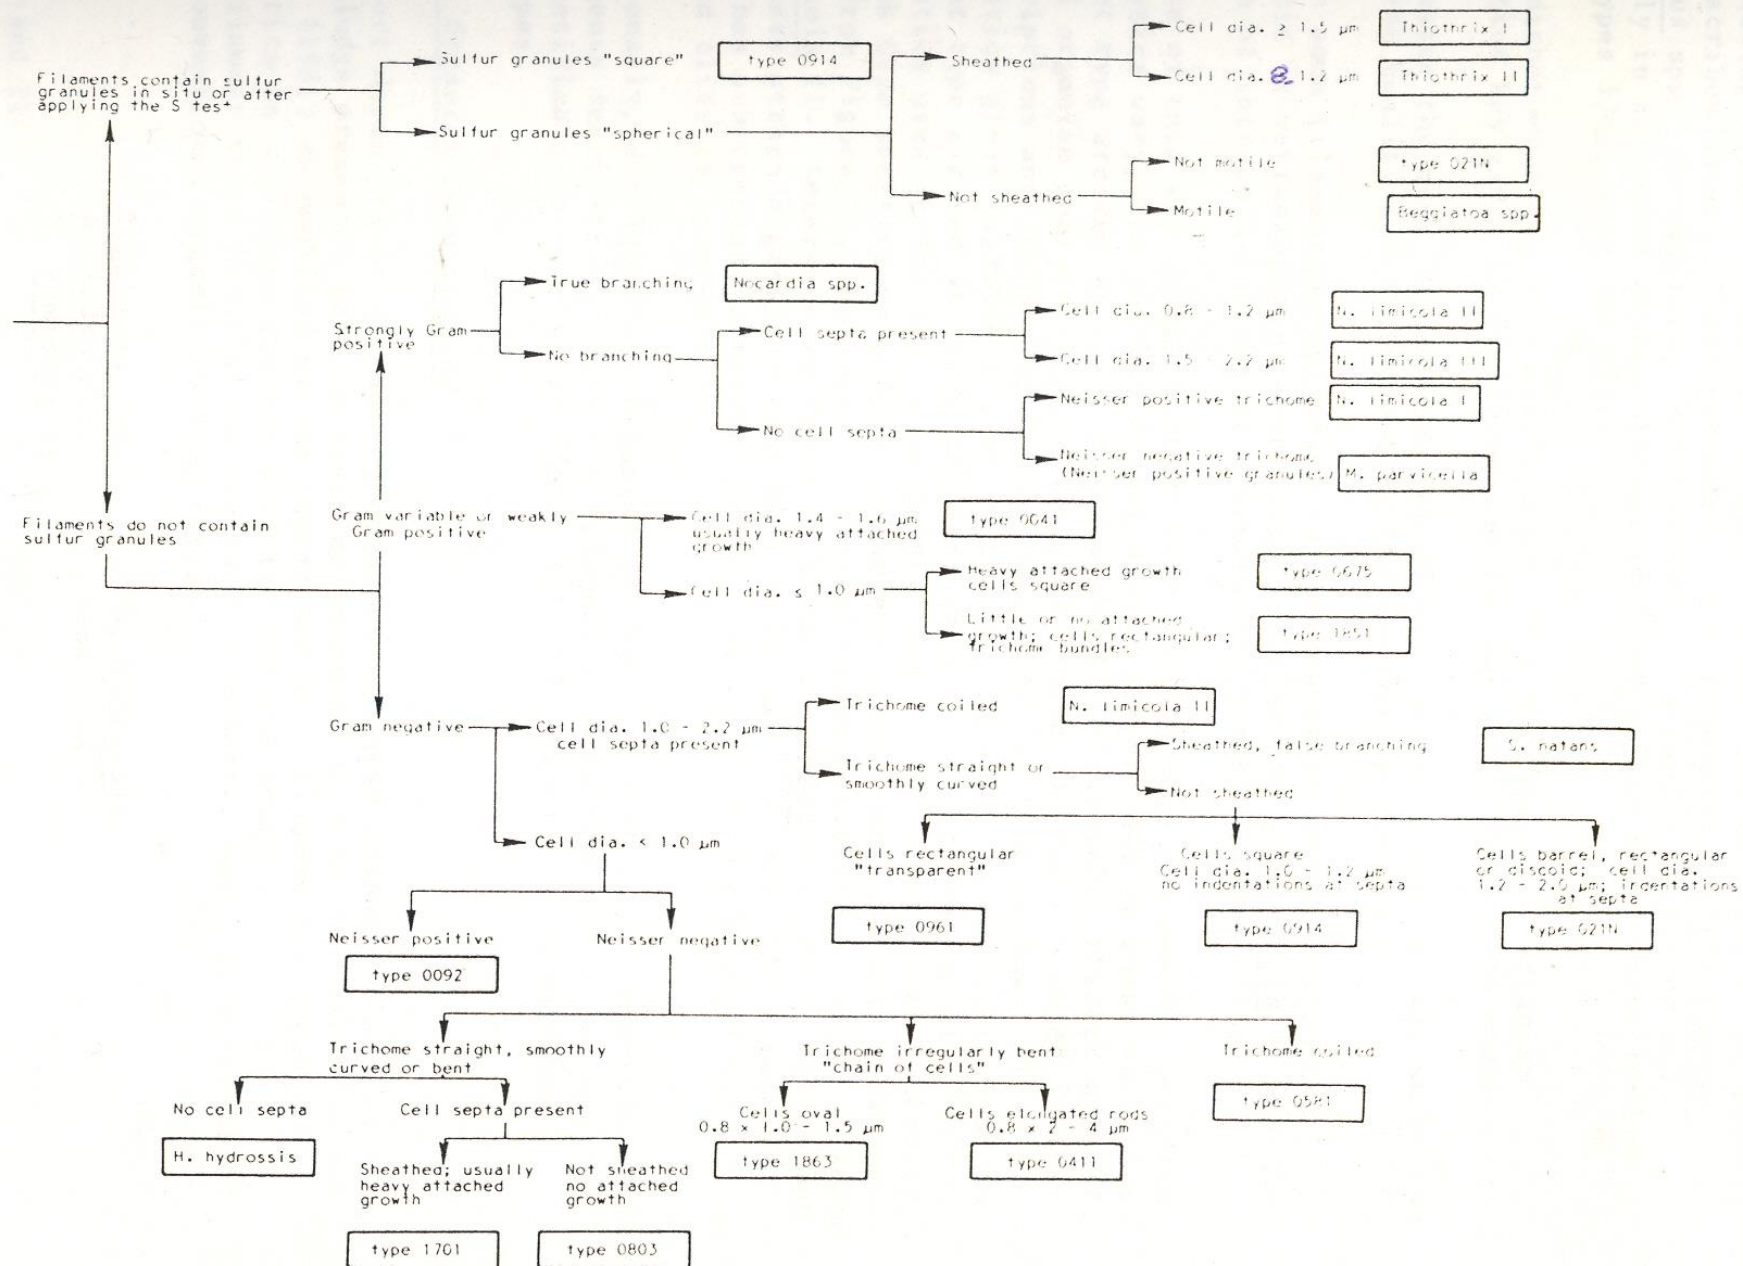 Filaments contain sulfur
granules in situ or after
applying the S test
Sulfur granules "square"
type 0914
Sulfur granules "spherical"
Sheathed
Cell dia. ≥ 1.5 µm
Thiothrix I
Cell dia. 1.2 µm
Thiothrix II
Not sheathed
Not motile
type 021N
Motile
Beggiatoa spp.
Filaments do not contain
sulfur granules
Strongly Gram
positive
True branching
Nocardia spp.
No branching
Cell septa present
Cell dia. 0.8 - 1.2 µm
N. limicola II
Cell dia. 1.5 - 2.2 µm
N. limicola III
No cell septa
Neisser positive trichome
N. limicola I
Neisser negative trichome
(Neisser positive granules)
M. parvicella
Gram variable or weakly
Gram positive
Cell dia. 1.4 - 1.6 µm
usually heavy attached
growth
type 0041
Cell dia. ≤ 1.0 µm
Heavy attached growth
cells square
type 0675
Little or no attached
growth; cells rectangular;
trichome bundles
type 1851
Gram negative
Cell dia. 1.0 - 2.2 µm
cell septa present
Trichome coiled
N. limicola II
Trichome straight or
smoothly curved
Sheathed, false branching
S. natans
Not sheathed
Cells rectangular
"transparent"
type 0961
Cells square
Cell dia. 1.0 - 1.2 µm
no indentations at septa
type 0914
Cells barrel, rectangular
or discoid; cell dia.
1.2 - 2.0 µm; indentations
at septa
type 021N
Cell dia. < 1.0 µm
Neisser positive
type 0092
Neisser negative
Trichome straight, smoothly
curved or bent
No cell septa
H. hydrossis
Cell septa present
Sheathed; usually
heavy attached
growth
type 1701
Not sheathed
no attached
growth
type 0803
Trichome irregularly bent
"chain of cells"
Cells oval
0.8 × 1.0 - 1.5 µm
type 1863
Cells elongated rods
0.8 × 2 - 4 µm
type 0411
Trichome coiled
type 0581